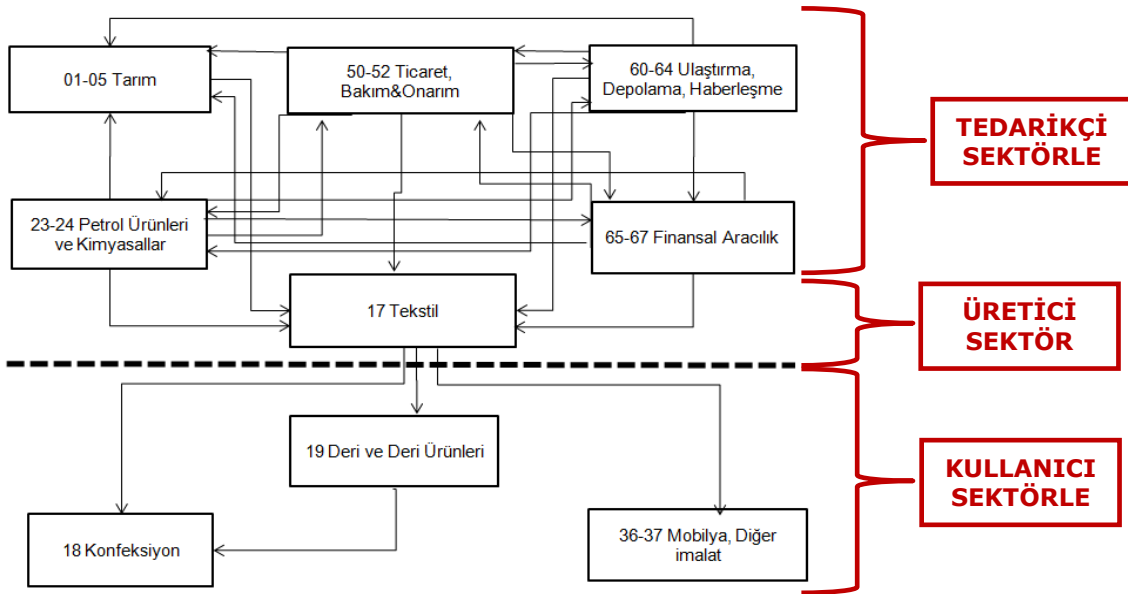 01-05 Tarım
50-52 Ticaret,
Bakım&Onarım
60-64 Ulaştırma,
Depolama, Haberleşme
TEDARİKÇİ
SEKTÖRLE
23-24 Petrol Ürünleri
ve Kimyasallar
65-67 Finansal Aracılık
17 Tekstil
ÜRETİCİ
SEKTÖR
19 Deri ve Deri Ürünleri
KULLANICI
SEKTÖRLE
18 Konfeksiyon
36-37 Mobilya, Diğer
imalat